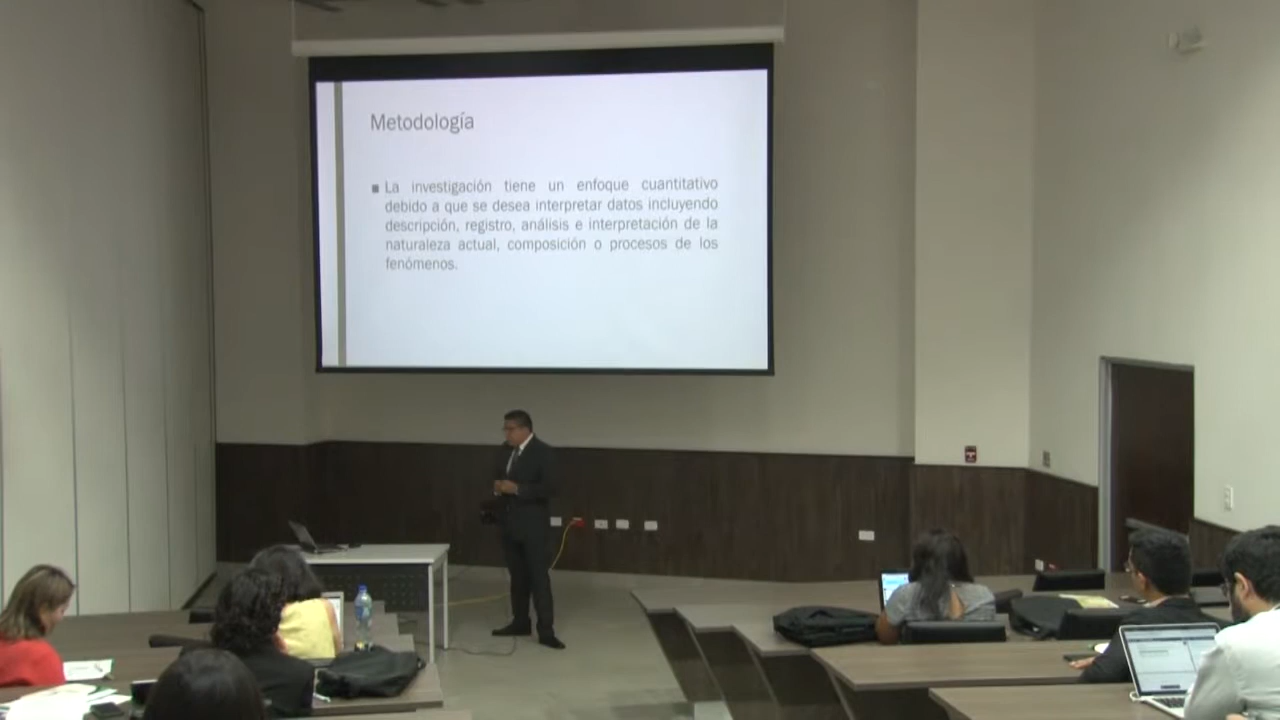 Metodología
■ La investigación tiene un enfoque cuantitativo
debido a que se desea interpretar datos incluyendo
descripción, registro, análisis e interpretación de la
naturaleza actual, composición o procesos de los
fenómenos.